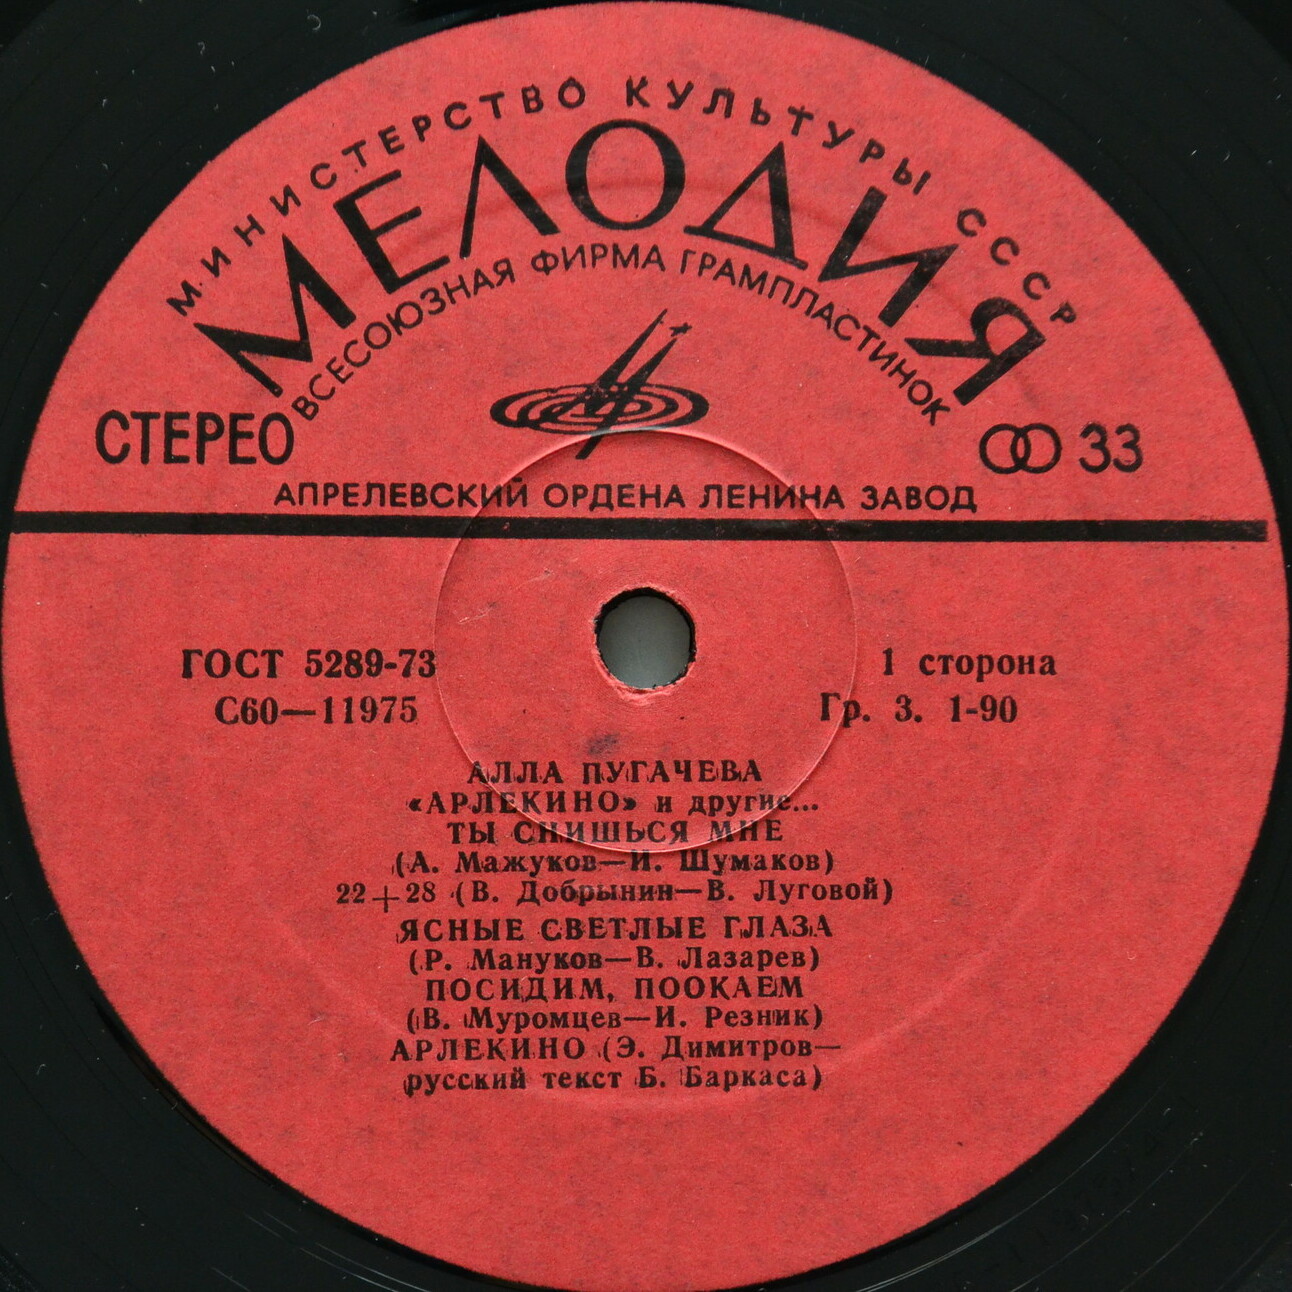 МИНИСТЕРСТВО КУЛЬТУРЫ СССР
МЕЛОДИЯ
ВСЕСОЮЗНАЯ ФИРМА ГРАМПЛАСТИНОК
СТЕРЕО
33
АПРЕЛЕВСКИЙ ОРДЕНА ЛЕНИНА ЗАВОД
ГОСТ 5289-73
1 сторона
С60—11975
Гр. 3. 1-90
АЛЛА ПУГАЧЕВА
«АРЛЕКИНО» и другие...
ТЫ СНИШЬСЯ МНЕ
(А. Мажуков—И. Шумаков)
22+28 (В. Добрынин—В. Луговой)
ЯСНЫЕ СВЕТЛЫЕ ГЛАЗА
(Р. Мануков—В. Лазарев)
ПОСИДИМ, ПООКАЕМ
(В. Муромцев—И. Резник)
АРЛЕКИНО (Э. Димитров—
русский текст Б. Баркаса)